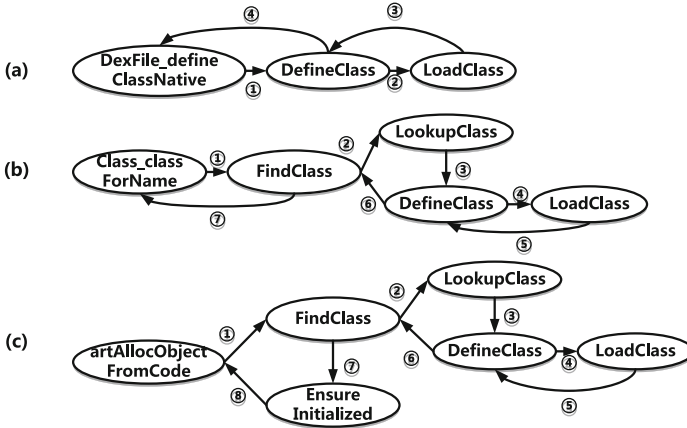 ④
③
(a)
DexFile_define
ClassNative
①
DefineClass
②
LoadClass
②
LookupClass
(b)
Class_class
ForName
①
FindClass
③
⑦
⑥
DefineClass
④
LoadClass
⑤
②
LookupClass
①
FindClass
③
(c)
artAllocObject
FromCode
⑥
DefineClass
④
LoadClass
⑦
⑧
Ensure
Initialized
⑤